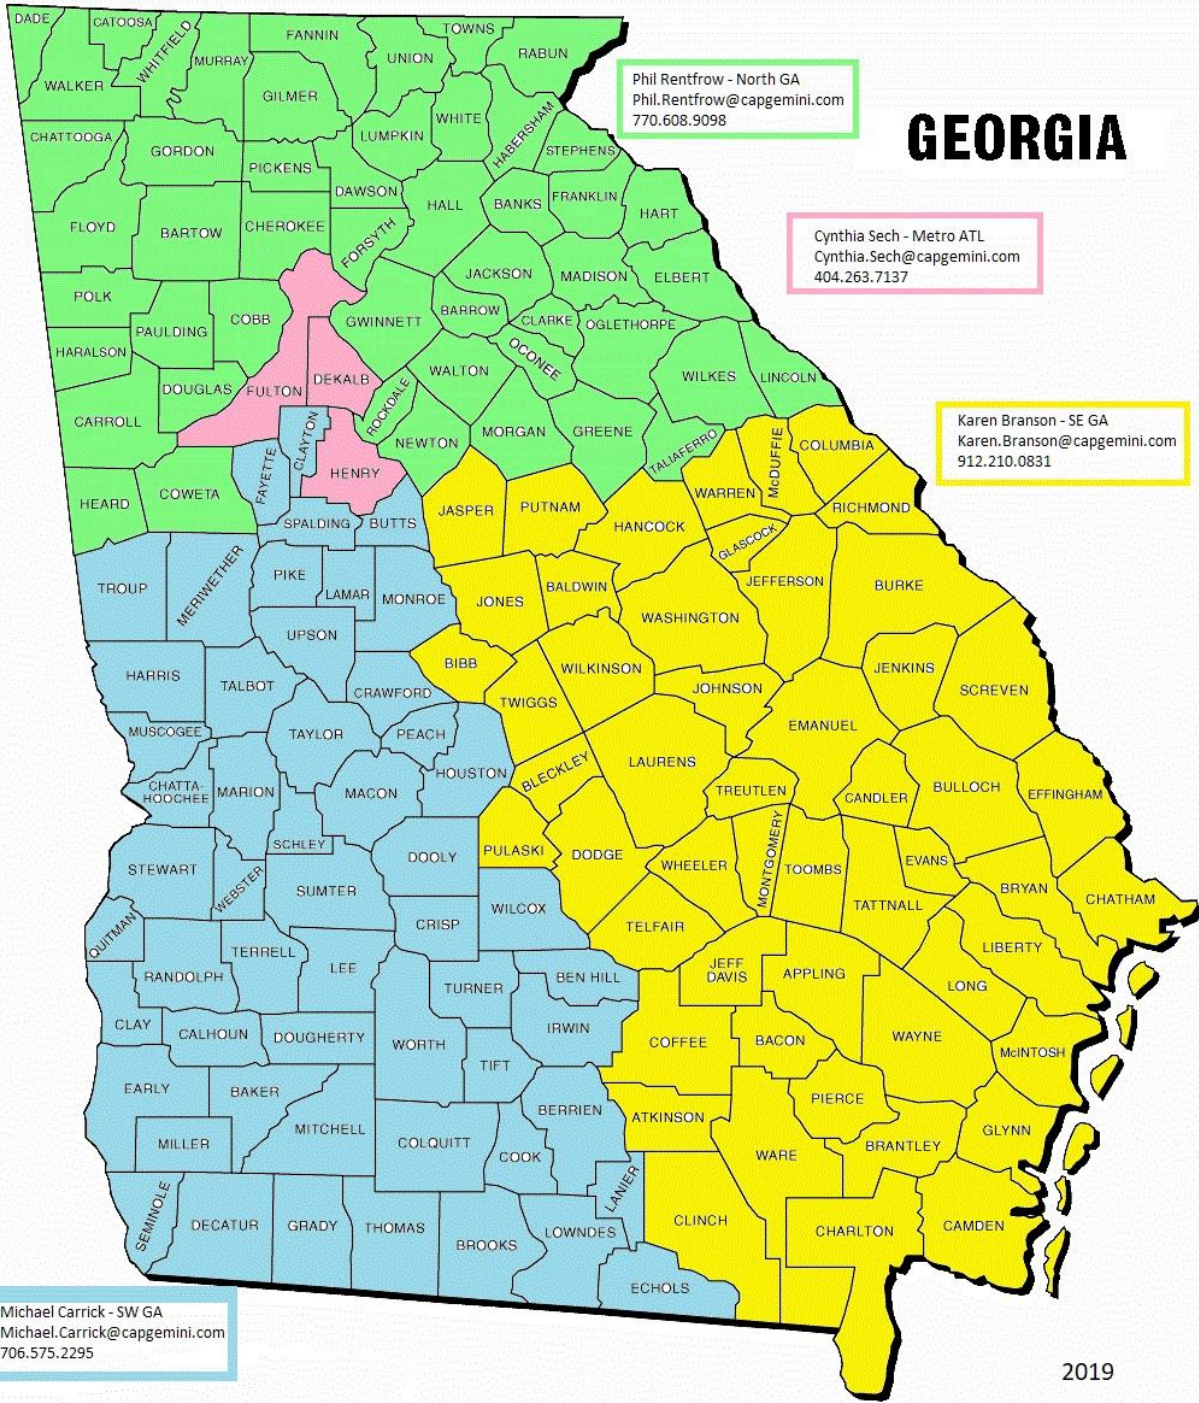 DADE
CATOOSA
WHITFIELD
MURRAY
FANNIN
UNION
TOWNS
RABUN
WALKER
GILMER
WHITE
HABERSHAM
Phil Rentfrow - North GA
Phil.Rentfrow@capgemini.com
770.608.9098
GEORGIA
CHATTOOGA
GORDON
PICKENS
LUMPKIN
STEPHENS
DAWSON
HALL
BANKS
FRANKLIN
HART
FLOYD
BARTOW
CHEROKEE
FORSYTH
Cynthia Sech - Metro ATL
Cynthia.Sech@capgemini.com
404.263.7137
JACKSON
MADISON
ELBERT
POLK
PAULDING
COBB
GWINNETT
BARROW
CLARKE
OGLETHORPE
HARALSON
OCONEE
DOUGLAS
FULTON
DEKALB
ROCKDALE
WALTON
WILKES
LINCOLN
CARROLL
NEWTON
MORGAN
GREENE
TALIAFERRO
McDUFFIE
COLUMBIA
Karen Branson - SE GA
Karen.Branson@capgemini.com
912.210.0831
CLAYTON
FAYETTE
HENRY
HEARD
COWETA
WARREN
RICHMOND
SPALDING
BUTTS
JASPER
PUTNAM
HANCOCK
GLASCOCK
TROUP
MERIWETHER
PIKE
LAMAR
MONROE
JONES
BALDWIN
WASHINGTON
JEFFERSON
BURKE
UPSON
HARRIS
TALBOT
CRAWFORD
BIBB
TWIGGS
WILKINSON
JOHNSON
JENKINS
SCREVEN
MUSCOGEE
TAYLOR
PEACH
EMANUEL
CHATTA-
HOOCHEE
MARION
MACON
HOUSTON
BLECKLEY
LAURENS
TREUTLEN
CANDLER
BULLOCH
EFFINGHAM
STEWART
WEBSTER
SCHLEY
SUMTER
DOOLY
PULASKI
DODGE
WHEELER
MONTGOMERY
TOOMBS
EVANS
TATTNALL
BRYAN
CHATHAM
QUITMAN
CRISP
WILCOX
TELFAIR
RANDOLPH
TERRELL
LEE
TURNER
BEN HILL
JEFF
DAVIS
APPLING
LIBERTY
LONG
CLAY
CALHOUN
DOUGHERTY
WORTH
IRWIN
COFFEE
BACON
WAYNE
McINTOSH
TIFT
EARLY
BAKER
MILLER
MITCHELL
COLQUITT
COOK
BERRIEN
ATKINSON
PIERCE
WARE
BRANTLEY
GLYNN
SEMINOLE
DECATUR
GRADY
THOMAS
BROOKS
LOWNDES
LANIER
CLINCH
CHARLTON
CAMDEN
ECHOLS
Michael Carrick - SW GA
Michael.Carrick@capgemini.com
706.575.2295
2019